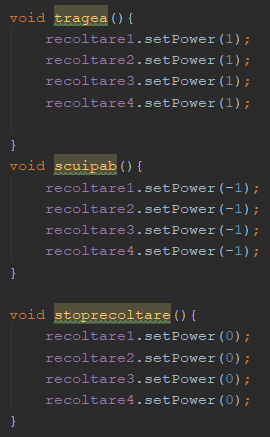 void tragea(){
    recoltare1.setPower(1);
    recoltare2.setPower(1);
    recoltare3.setPower(1);
    recoltare4.setPower(1);
}
void scuipab(){
    recoltare1.setPower(-1);
    recoltare2.setPower(-1);
    recoltare3.setPower(-1);
    recoltare4.setPower(-1);
}
void stoprecoltare(){
    recoltare1.setPower(0);
    recoltare2.setPower(0);
    recoltare3.setPower(0);
    recoltare4.setPower(0);
}